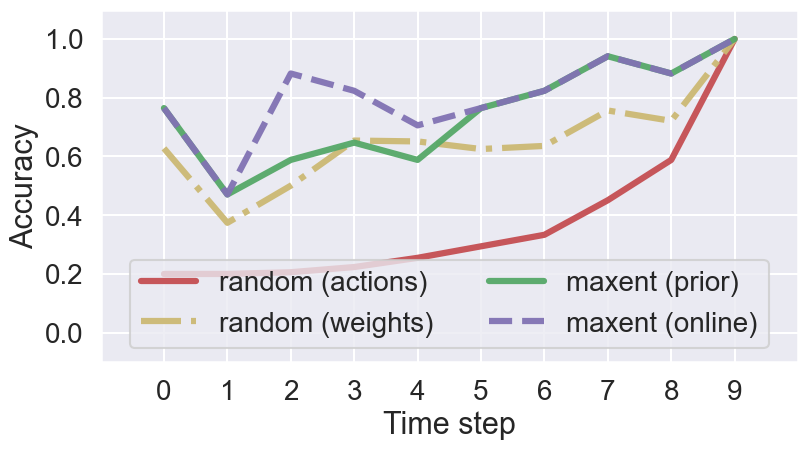 1.0
0.8
0.6
0.4
0.2
0.0
Accuracy
random (actions)
maxent (prior)
random (weights)
maxent (online)
0 1 2 3 4 5 6 7 8 9
Time step